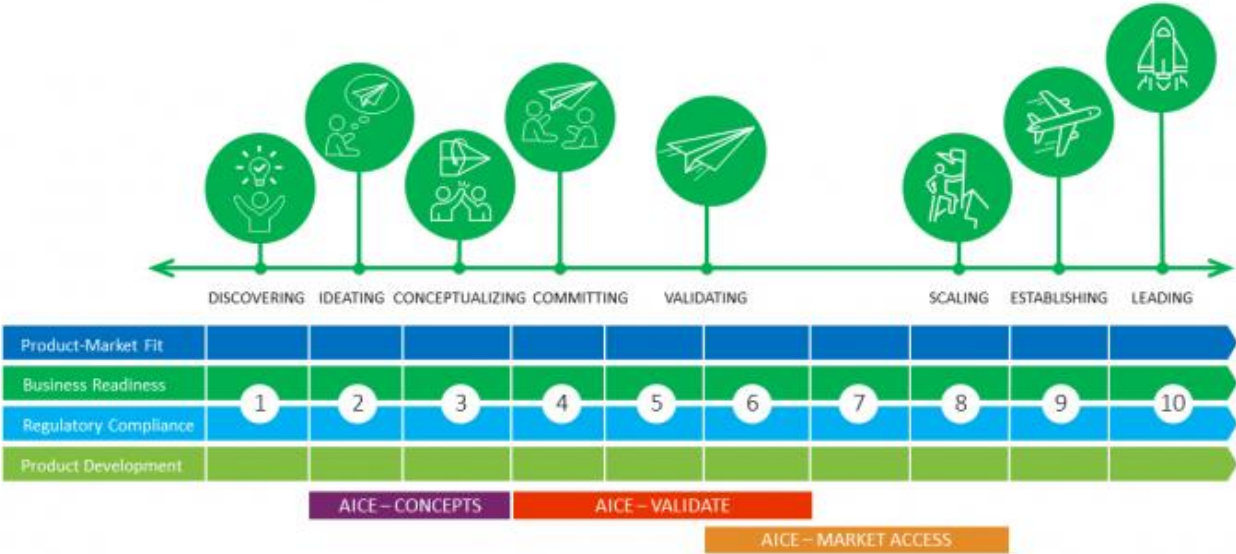 DISCOVERING IDEATING CONCEPTUALIZING COMMITTING VALIDATING SCALING ESTABLISHING LEADING
Product-Market Fit
Business Readiness
1 2 3 4 5 6 7 8 9 10
Regulatory Compliance
Product Development
AICE – CONCEPTS AICE – VALIDATE
AICE – MARKET ACCESS